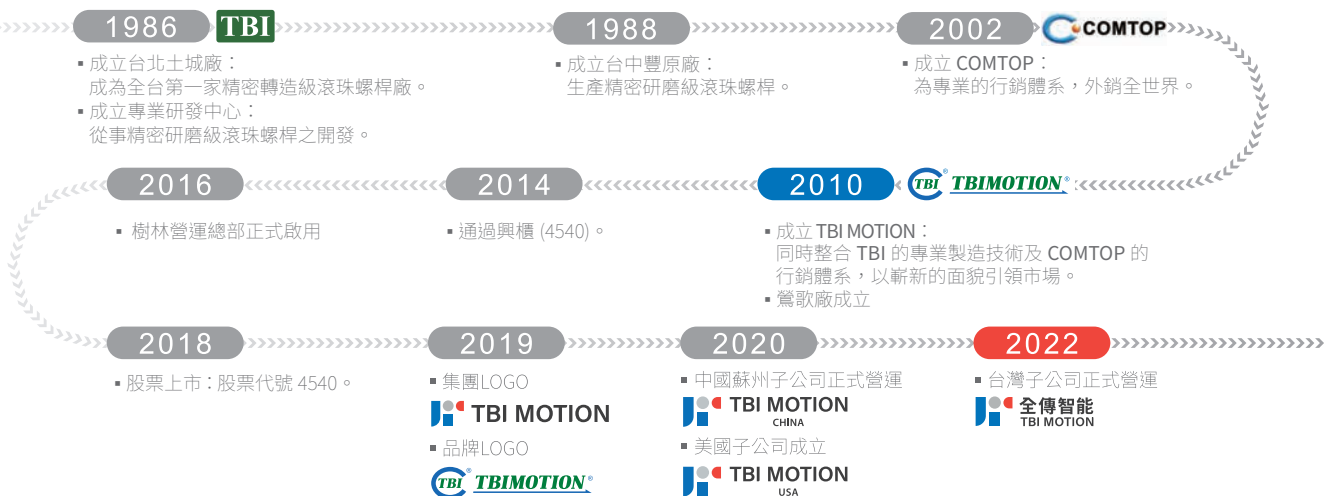 1986 TBI
▪ 成立台北土城廠：
成為全台第一家精密轉造級滾珠螺桿廠。
▪ 成立專業研發中心：
從事精密研磨級滾珠螺桿之開發。
1988
▪ 成立台中豐原廠：
生產精密研磨級滾珠螺桿。
2002 COMTOP
▪ 成立 COMTOP：
為專業的行銷體系，外銷全世界。
2010 TBI® TBIMOTION®
▪ 成立 TBI MOTION：
同時整合 TBI 的專業製造技術及 COMTOP 的
行銷體系，以嶄新的面貌引領市場。
▪ 鶯歌廠成立
2014
▪ 通過興櫃 (4540)。
2016
▪ 樹林營運總部正式啟用
2018
▪ 股票上市：股票代號 4540。
2019
▪ 集團LOGO
TBI MOTION
▪ 品牌LOGO
TBI® TBIMOTION®
2020
▪ 中國蘇州子公司正式營運
TBI MOTION
CHINA
▪ 美國子公司成立
TBI MOTION
USA
2022
▪ 台灣子公司正式營運
全傳智能
TBI MOTION